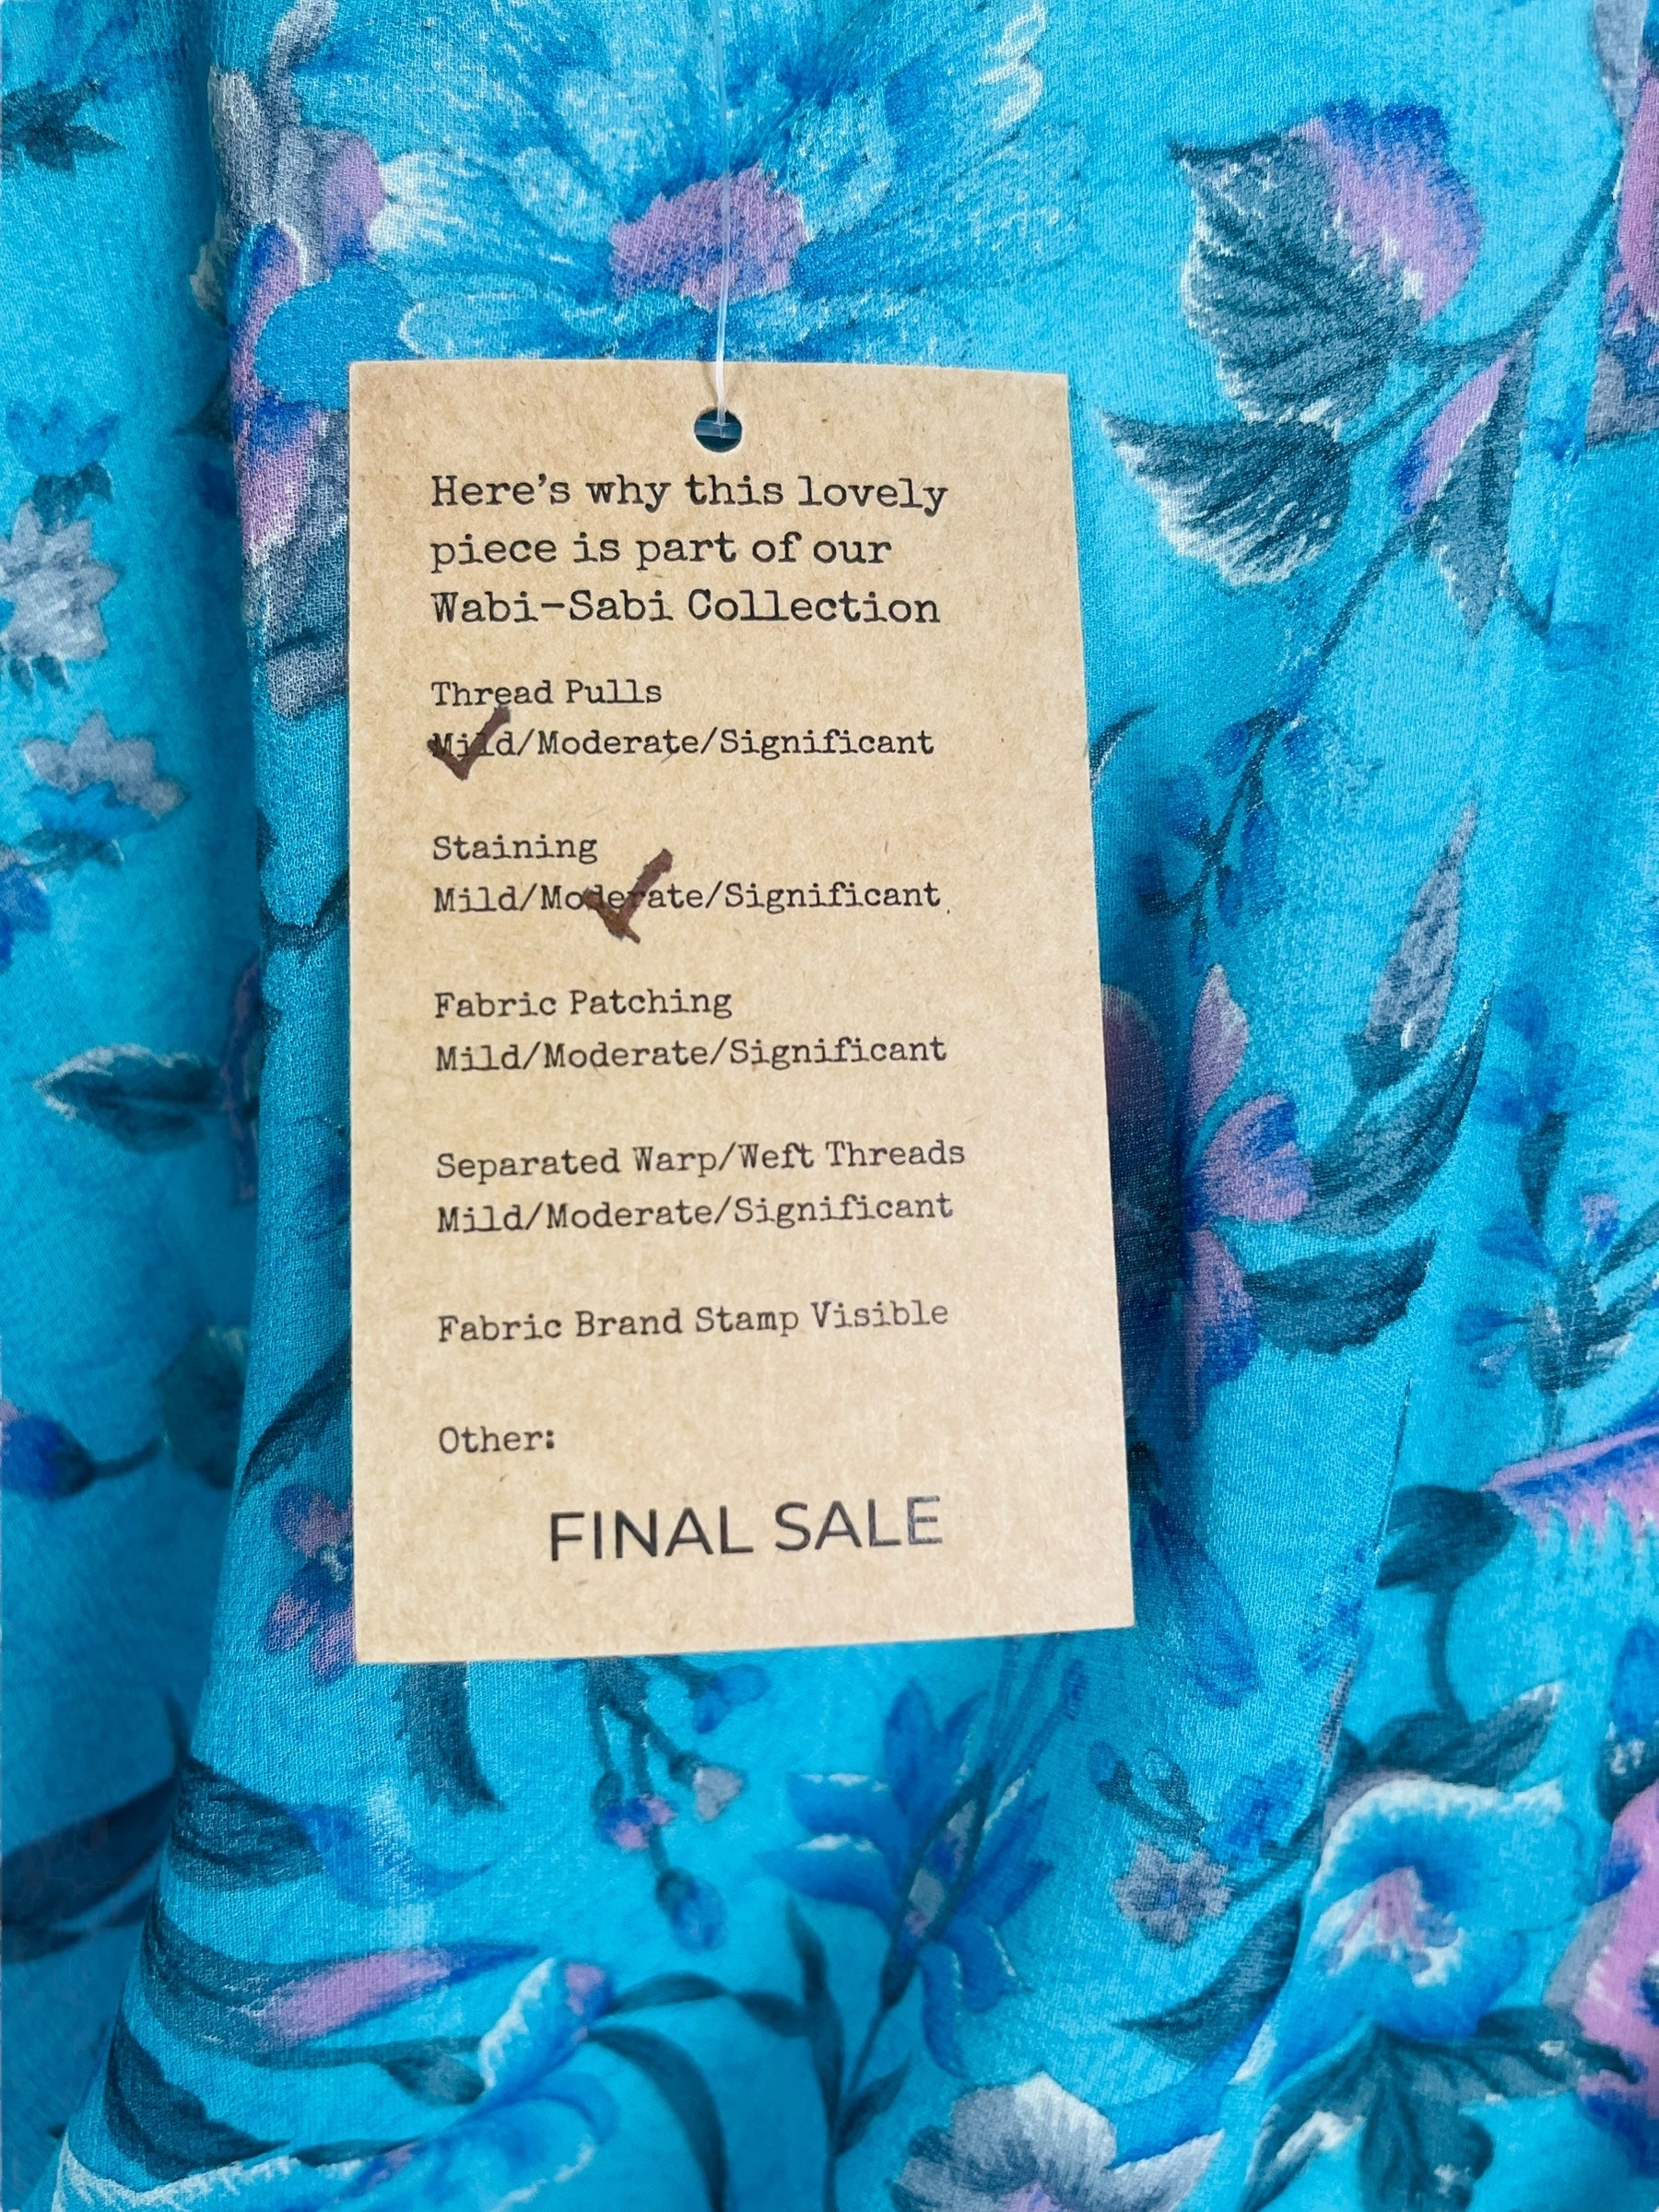 Here's why this lovely
piece is part of our
Wabi-Sabi Collection
Thread Pulls
Mild/Moderate/Significant
Staining
Mild/Moderate/Significant
Fabric Patching
Mild/Moderate/Significant
Separated Warp/Weft Threads
Mild/Moderate/Significant
Fabric Brand Stamp Visible
Other:
FINAL SALE